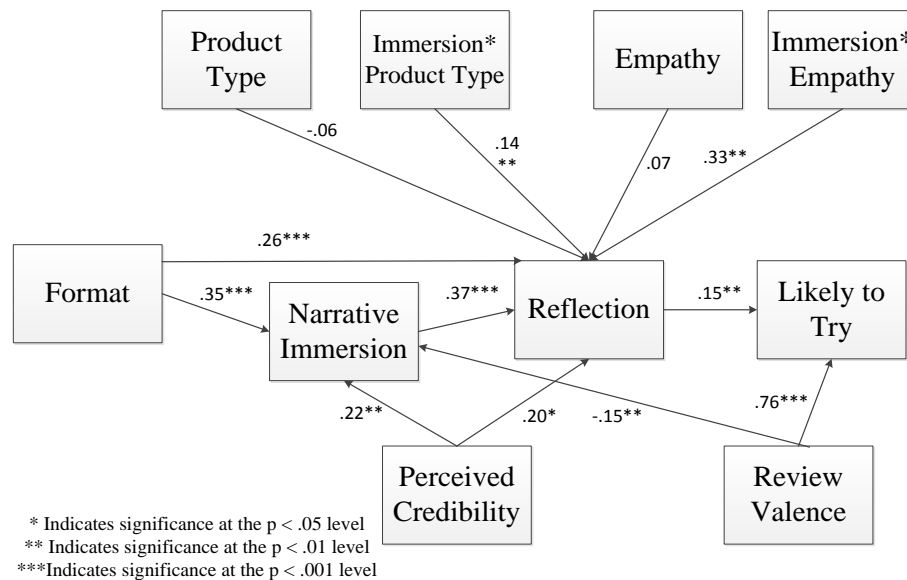 Product
Type
Immersion*
Product Type
Empathy
Immersion*
Empathy
-.06
.14
**
.07
.33**
.26***
Format
.35***
Narrative
Immersion
.37***
Reflection
.15**
Likely to
Try
.22**
.20*
-.15**
.76***
Perceived
Credibility
Review
Valence
* Indicates significance at the p < .05 level
** Indicates significance at the p < .01 level
***Indicates significance at the p < .001 level